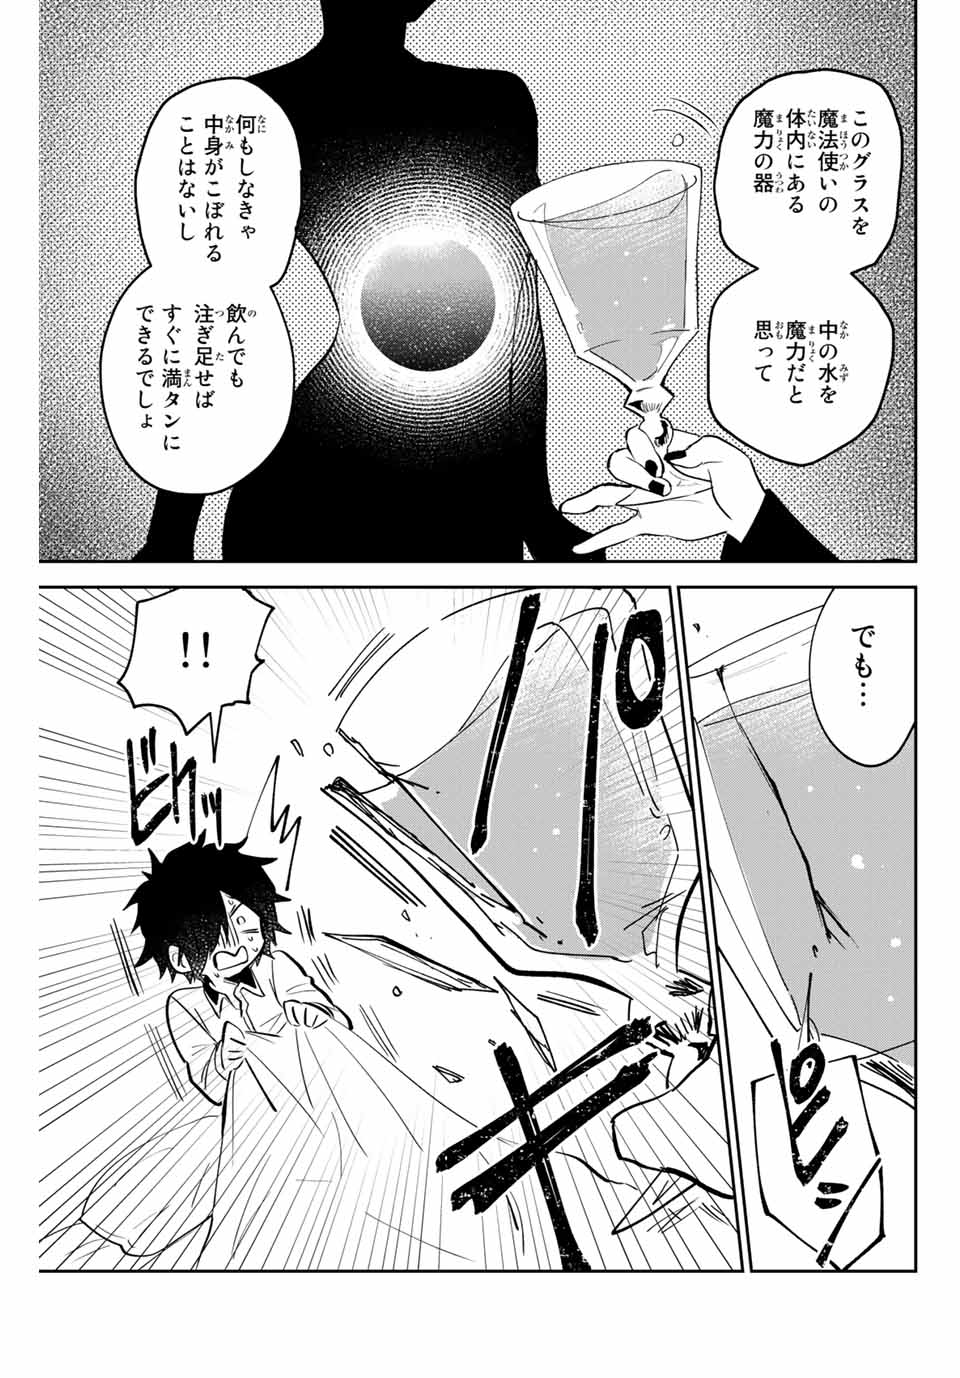 このグラスを
魔法使いの
体内にある
魔力の器
中の水を
魔力だと
思って
何もしなきゃ
中身がこぼれる
ことはないし
飲んでも
注ぎ足せば
すぐに満タンに
できるでしょ
でも…
ピシ
パキ
!!
ビクッ